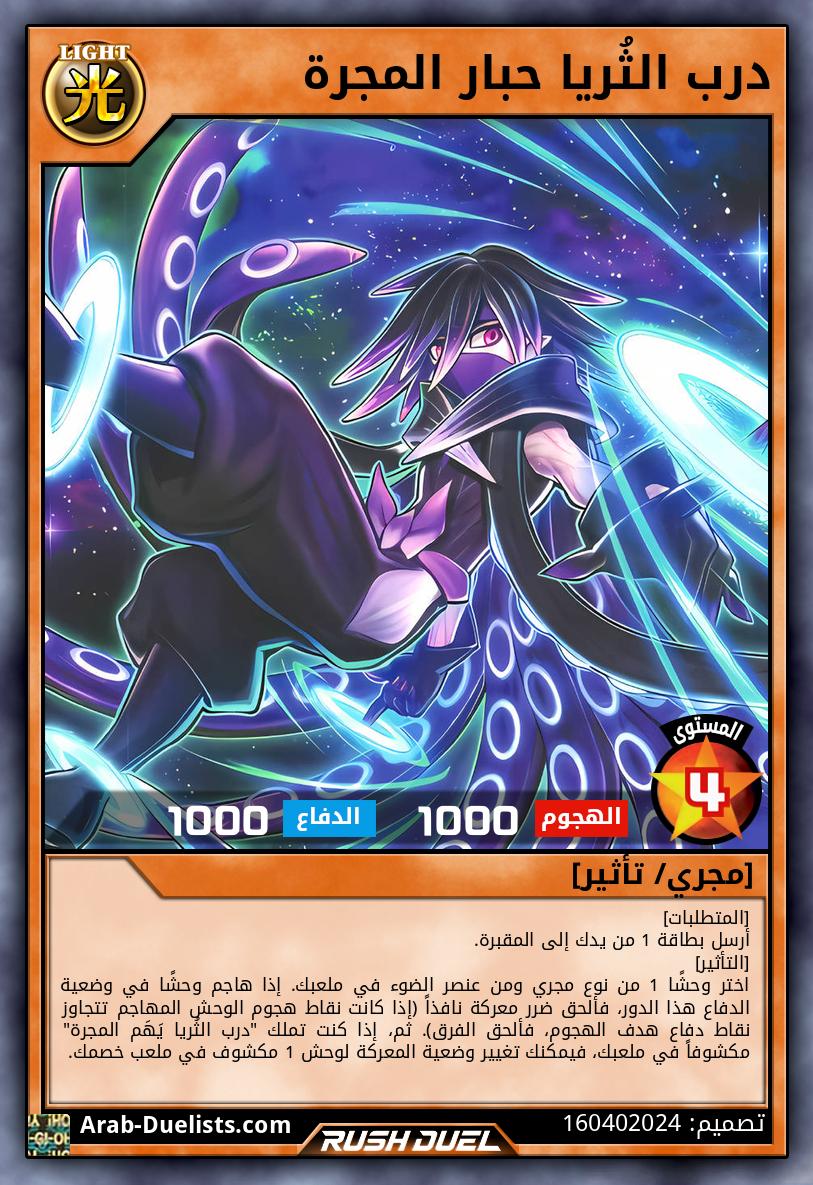 LIGHT
光
درب الثُريا حبار المجرة
المستوى
4
الهجوم 1000 الدفاع 1000
[مجري/ تأثير]
[المتطلبات]
أرسل بطاقة 1 من يدك إلى المقبرة.
[التأثير]
اختر وحشًا 1 من نوع مجري ومن عنصر الضوء في ملعبك. إذا هاجم وحشًا في وضعية
الدفاع هذا الدور، فألحق ضرر معركة نافذاً (إذا كانت نقاط هجوم الوحش المهاجم تتجاوز
نقاط دفاع هدف الهجوم، فألحق الفرق). ثم، إذا كنت تملك "درب الثُريا يَهَم المجرة"
مكشوفاً في ملعبك، فيمكنك تغيير وضعية المعركة لوحش 1 مكشوف في ملعب خصمك.
تصميم: 160402024
Arab-Duelists.com
RUSH DUEL